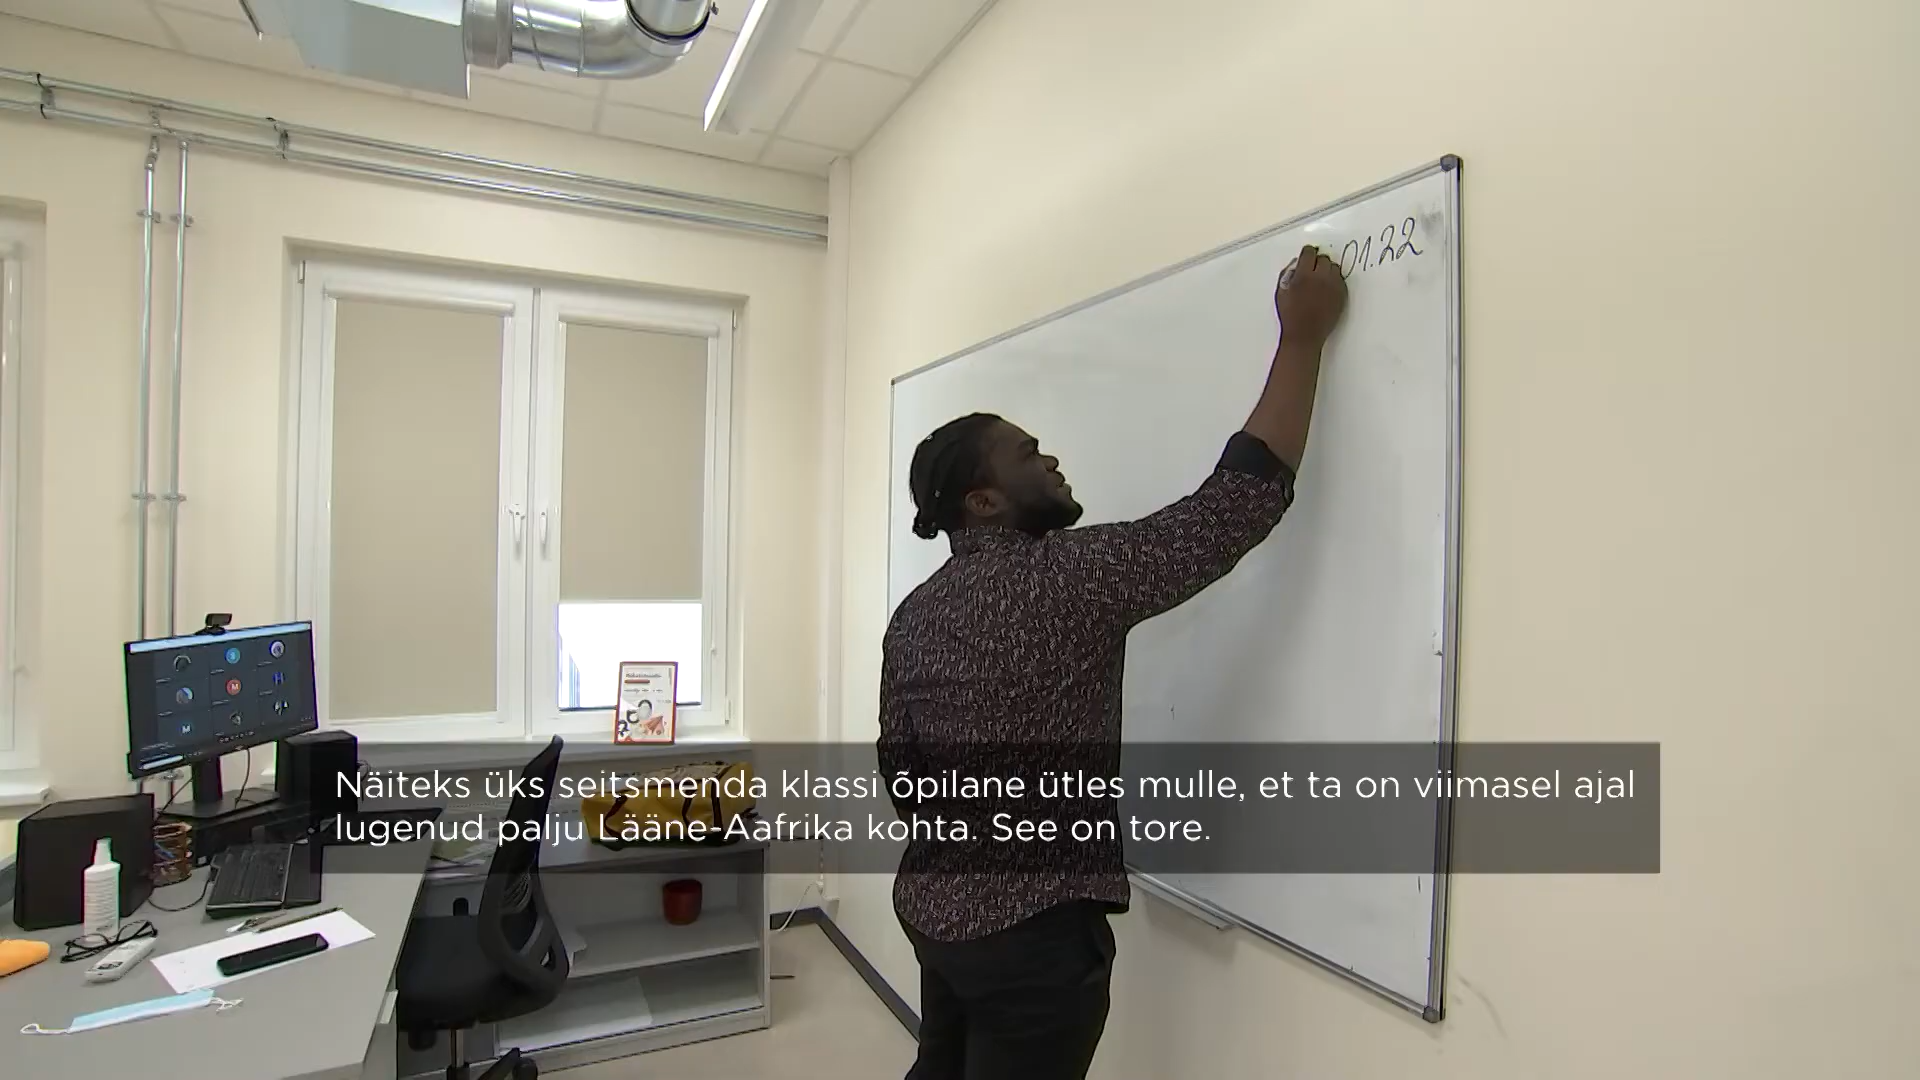 01.22
Näiteks üks seitsmenda klassi õpilane ütles mulle, et ta on viimasel ajal
lugenud palju Lääne-Aafrika kohta. See on tore.